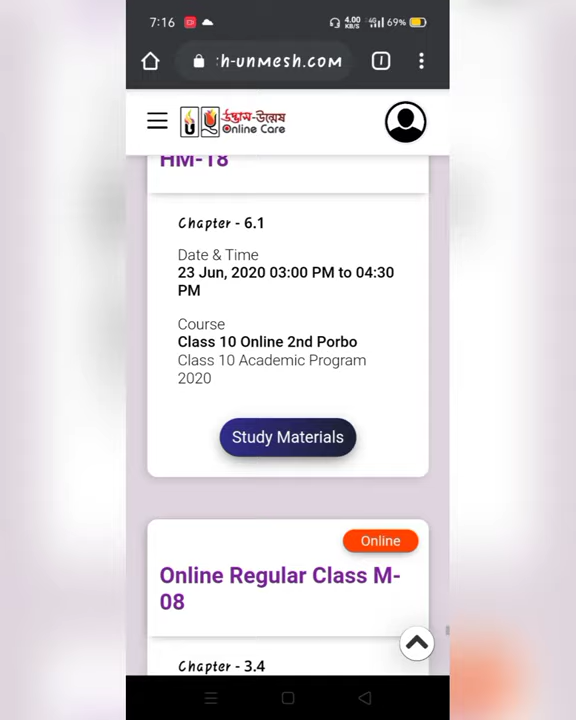 7:16
4.00
KB/S
4G
69%
:h-unmesh.com
1
উদ্ভাস-উন্মেষ
Online Care
HM-18
Chapter - 6.1
Date & Time
23 Jun, 2020 03:00 PM to 04:30
PM
Course
Class 10 Online 2nd Porbo
Class 10 Academic Program
2020
Study Materials
Online
Online Regular Class M-
08
Chapter - 3.4